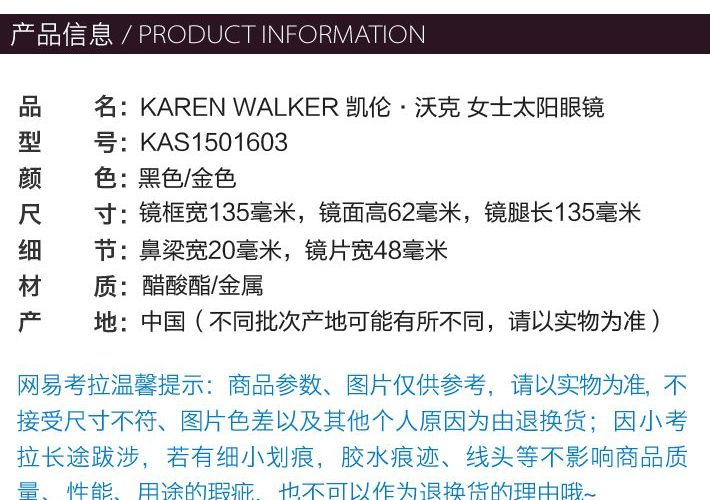 产品信息 / PRODUCT INFORMATION
品 名：KAREN WALKER 凯伦·沃克 女士太阳眼镜
型 号：KAS1501603
颜 色：黑色/金色
尺 寸：镜框宽135毫米，镜面高62毫米，镜腿长135毫米
细 节：鼻梁宽20毫米，镜片宽48毫米
材 质：醋酸酯/金属
产 地：中国（不同批次产地可能有所不同，请以实物为准）
网易考拉温馨提示：商品参数、图片仅供参考，请以实物为准，不
接受尺寸不符、图片色差以及其他个人原因为由退换货；因小考
拉长途跋涉，若有细小划痕，胶水痕迹、线头等不影响商品质
量、性能、用途的瑕疵，也不可以作为退换货的理由哦~